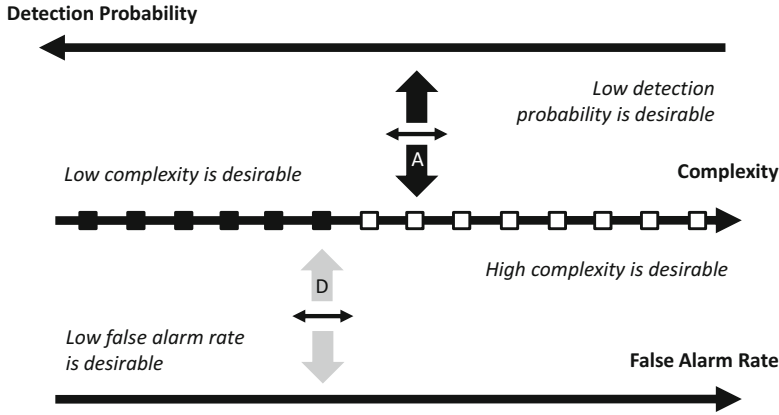 Detection Probability
Low detection
probability is desirable
A
Low complexity is desirable
Complexity
High complexity is desirable
D
Low false alarm rate
is desirable
False Alarm Rate